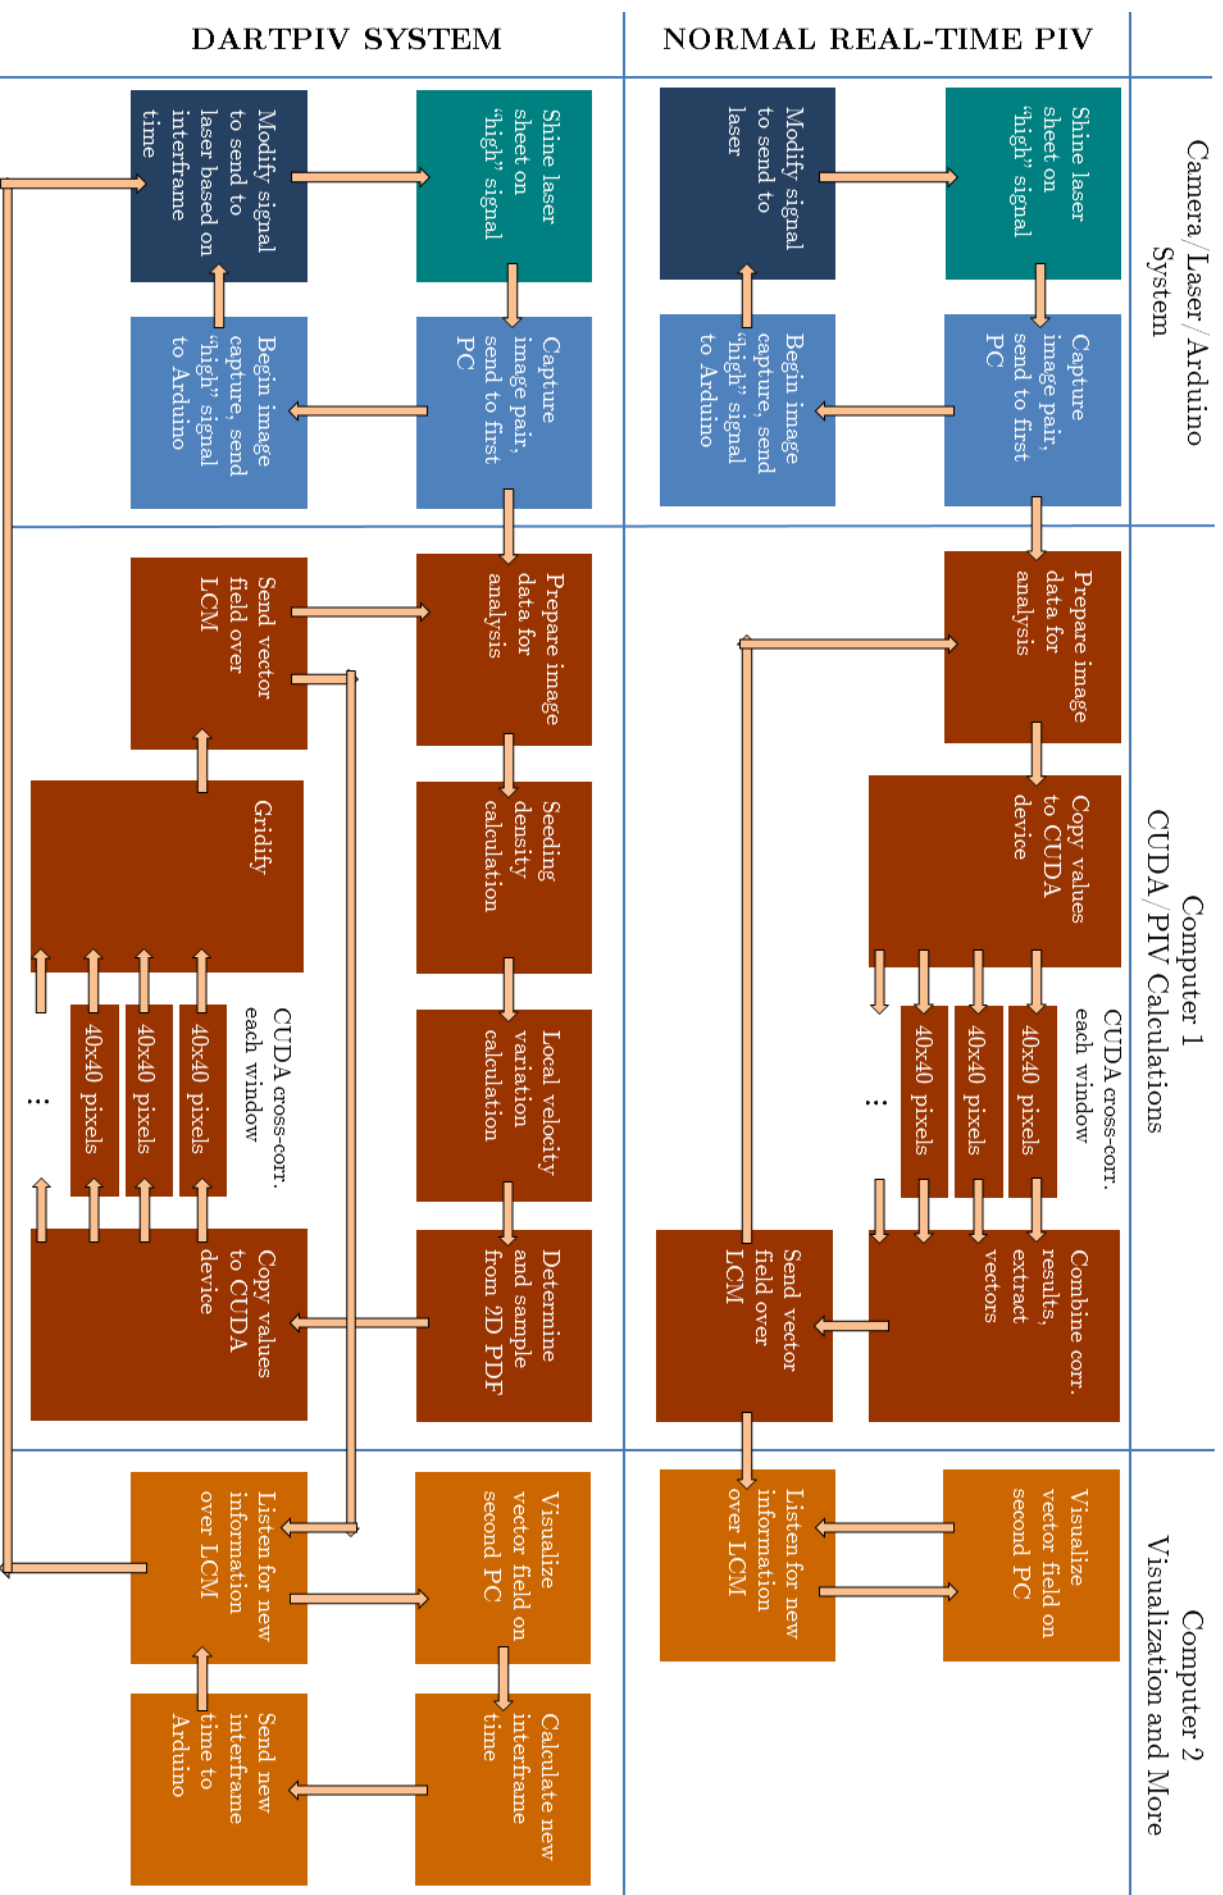 Camera/Laser/Arduino
System
Computer 1
CUDA/PIV Calculations
Computer 2
Visualization and More
NORMAL REAL-TIME PIV
Shine laser
sheet on
“high” signal
Capture
image pair,
send to first
PC
Modify signal
to send to
laser
Begin image
capture, send
“high” signal
to Arduino
Prepare image
data for
analysis
Copy values
to CUDA
device
CUDA cross-corr.
each window
40x40 pixels
40x40 pixels
40x40 pixels
...
Combine corr.
results,
extract
vectors
Send vector
field over
LCM
Visualize
vector field on
second PC
Listen for new
information
over LCM
DARTPIV SYSTEM
Shine laser
sheet on
“high” signal
Capture
image pair,
send to first
PC
Modify signal
to send to
laser based on
interframe
time
Begin image
capture, send
“high” signal
to Arduino
Prepare image
data for
analysis
Seeding
density
calculation
Local velocity
variation
calculation
Determine
and sample
from 2D PDF
Send vector
field over
LCM
Gridify
CUDA cross-corr.
each window
40x40 pixels
40x40 pixels
40x40 pixels
...
Copy values
to CUDA
device
Visualize
vector field on
second PC
Calculate new
interframe
time
Listen for new
information
over LCM
Send new
interframe
time to
Arduino